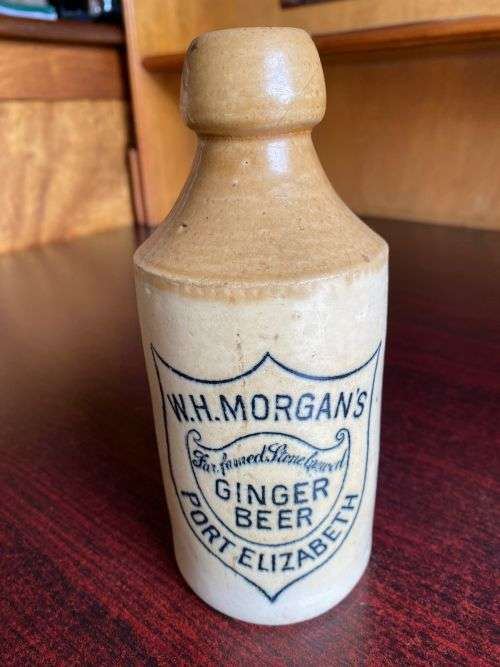 W.H.MORGAN'S
Far famed Stone brewed
GINGER
BEER
PORT ELIZABETH